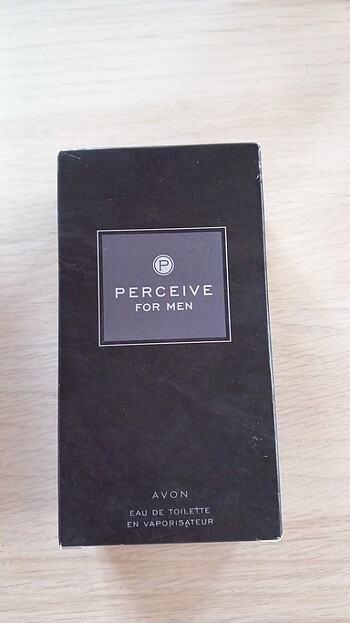 P
PERCEIVE
FOR MEN
AVON
EAU DE TOILETTE
EN VAPORISATEUR